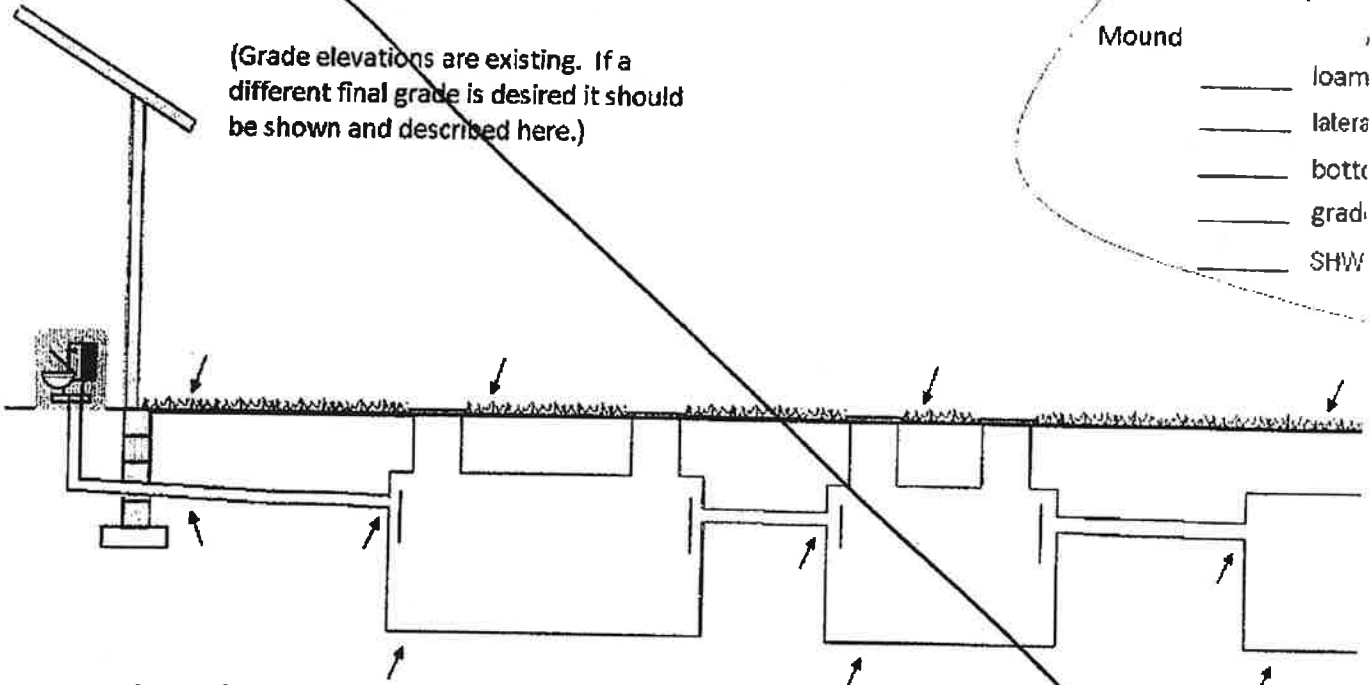 (Grade elevations are existing. If a
different final grade is desired it should
be shown and described here.)
Mound
loam
SHW